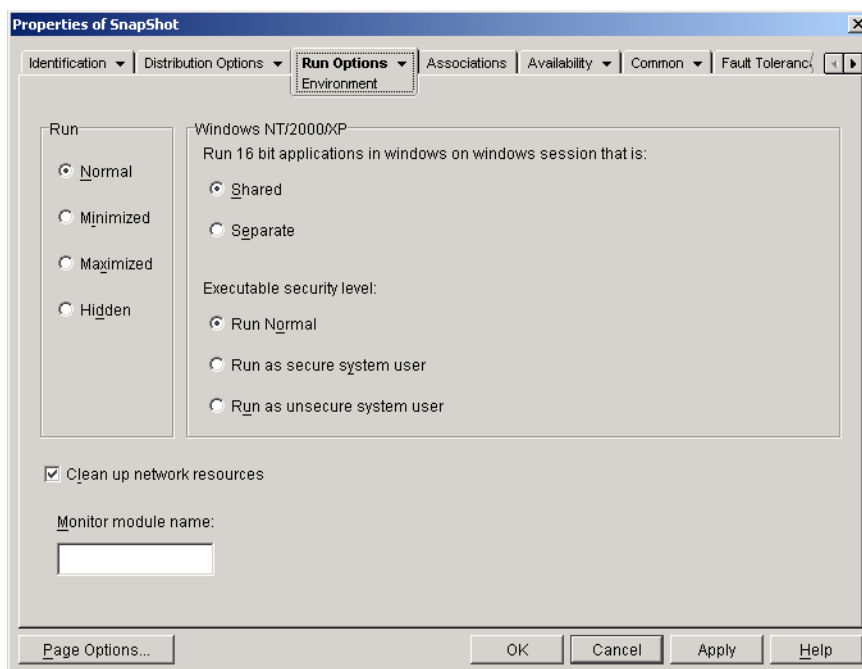 Properties of SnapShot
Identification
Distribution Options
Run Options
Environment
Associations
Availability
Common
Fault Toleranc
Run
Normal
Minimized
Maximized
Hidden
Windows NT/2000/XP
Run 16 bit applications in windows on windows session that is:
Shared
Separate
Executable security level:
Run Normal
Run as secure system user
Run as unsecure system user
Clean up network resources
Monitor module name:
Page Options...
OK
Cancel
Apply
Help